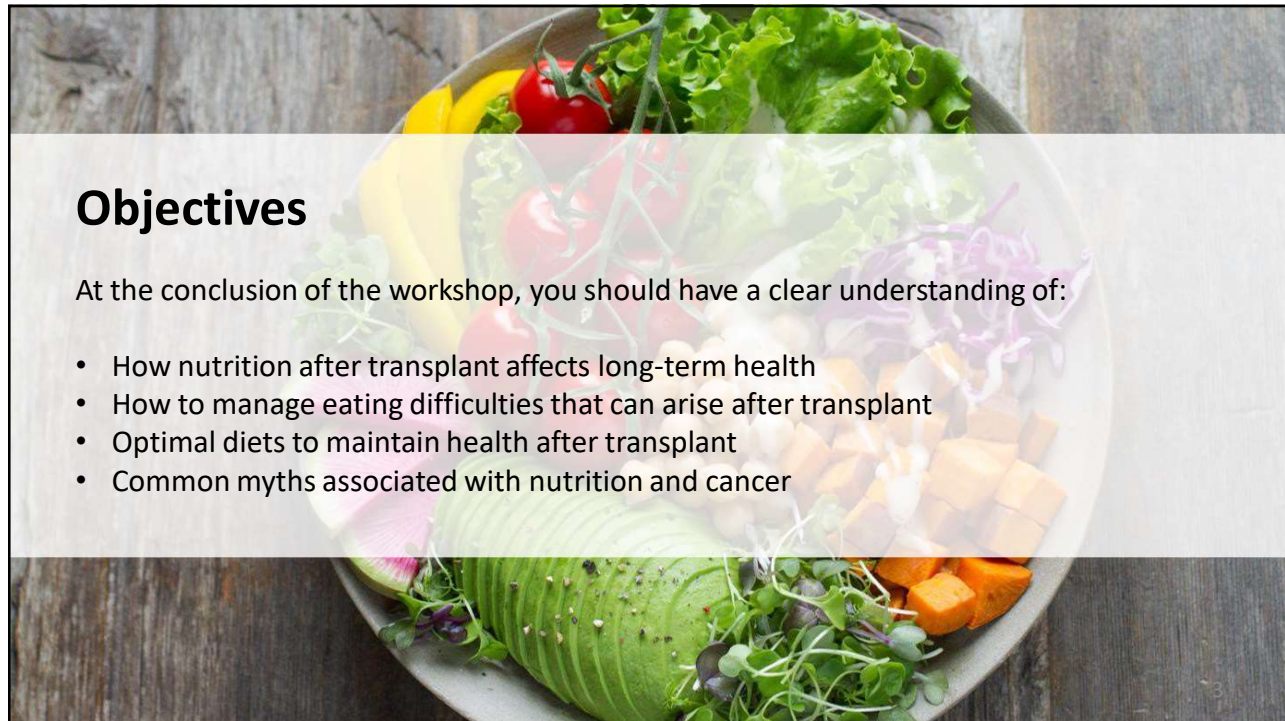 Objectives
At the conclusion of the workshop, you should have a clear understanding of:
• How nutrition after transplant affects long-term health
• How to manage eating difficulties that can arise after transplant
• Optimal diets to maintain health after transplant
• Common myths associated with nutrition and cancer
3